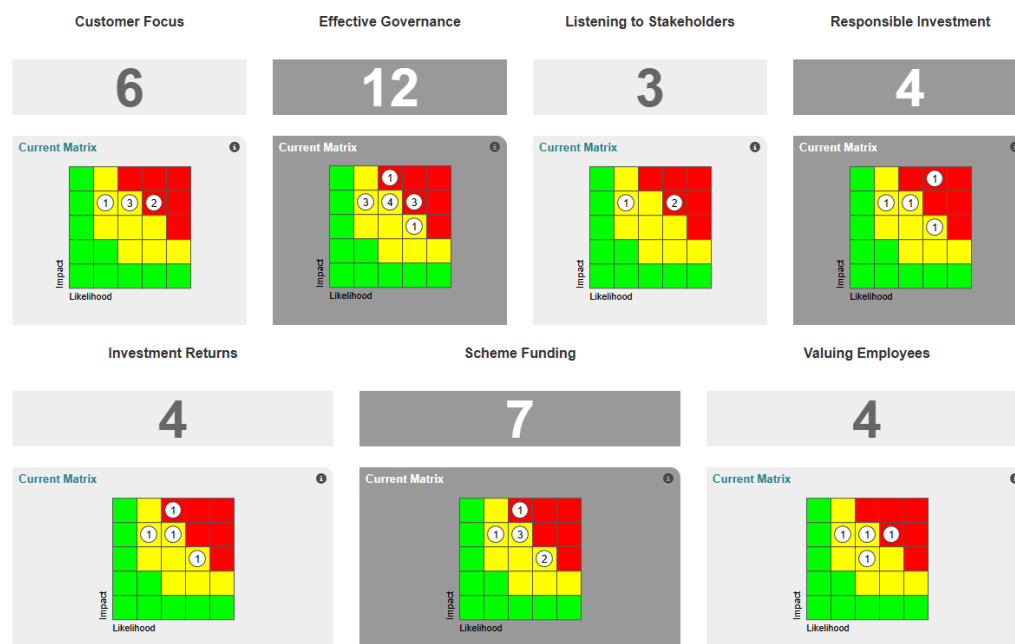 Customer Focus
Effective Governance
Listening to Stakeholders
Responsible Investment
6
12
3
4
Current Matrix
Current Matrix
Current Matrix
Current Matrix
1
1
1 3 2
3 4 3
1 2
1 1
1
1
Impact
Impact
Impact
Impact
Likelihood
Likelihood
Likelihood
Likelihood
Investment Returns
Scheme Funding
Valuing Employees
4
7
4
Current Matrix
Current Matrix
Current Matrix
1
1
1 1
1 3
1 1 1
1
2
1
Impact
Impact
Impact
Likelihood
Likelihood
Likelihood